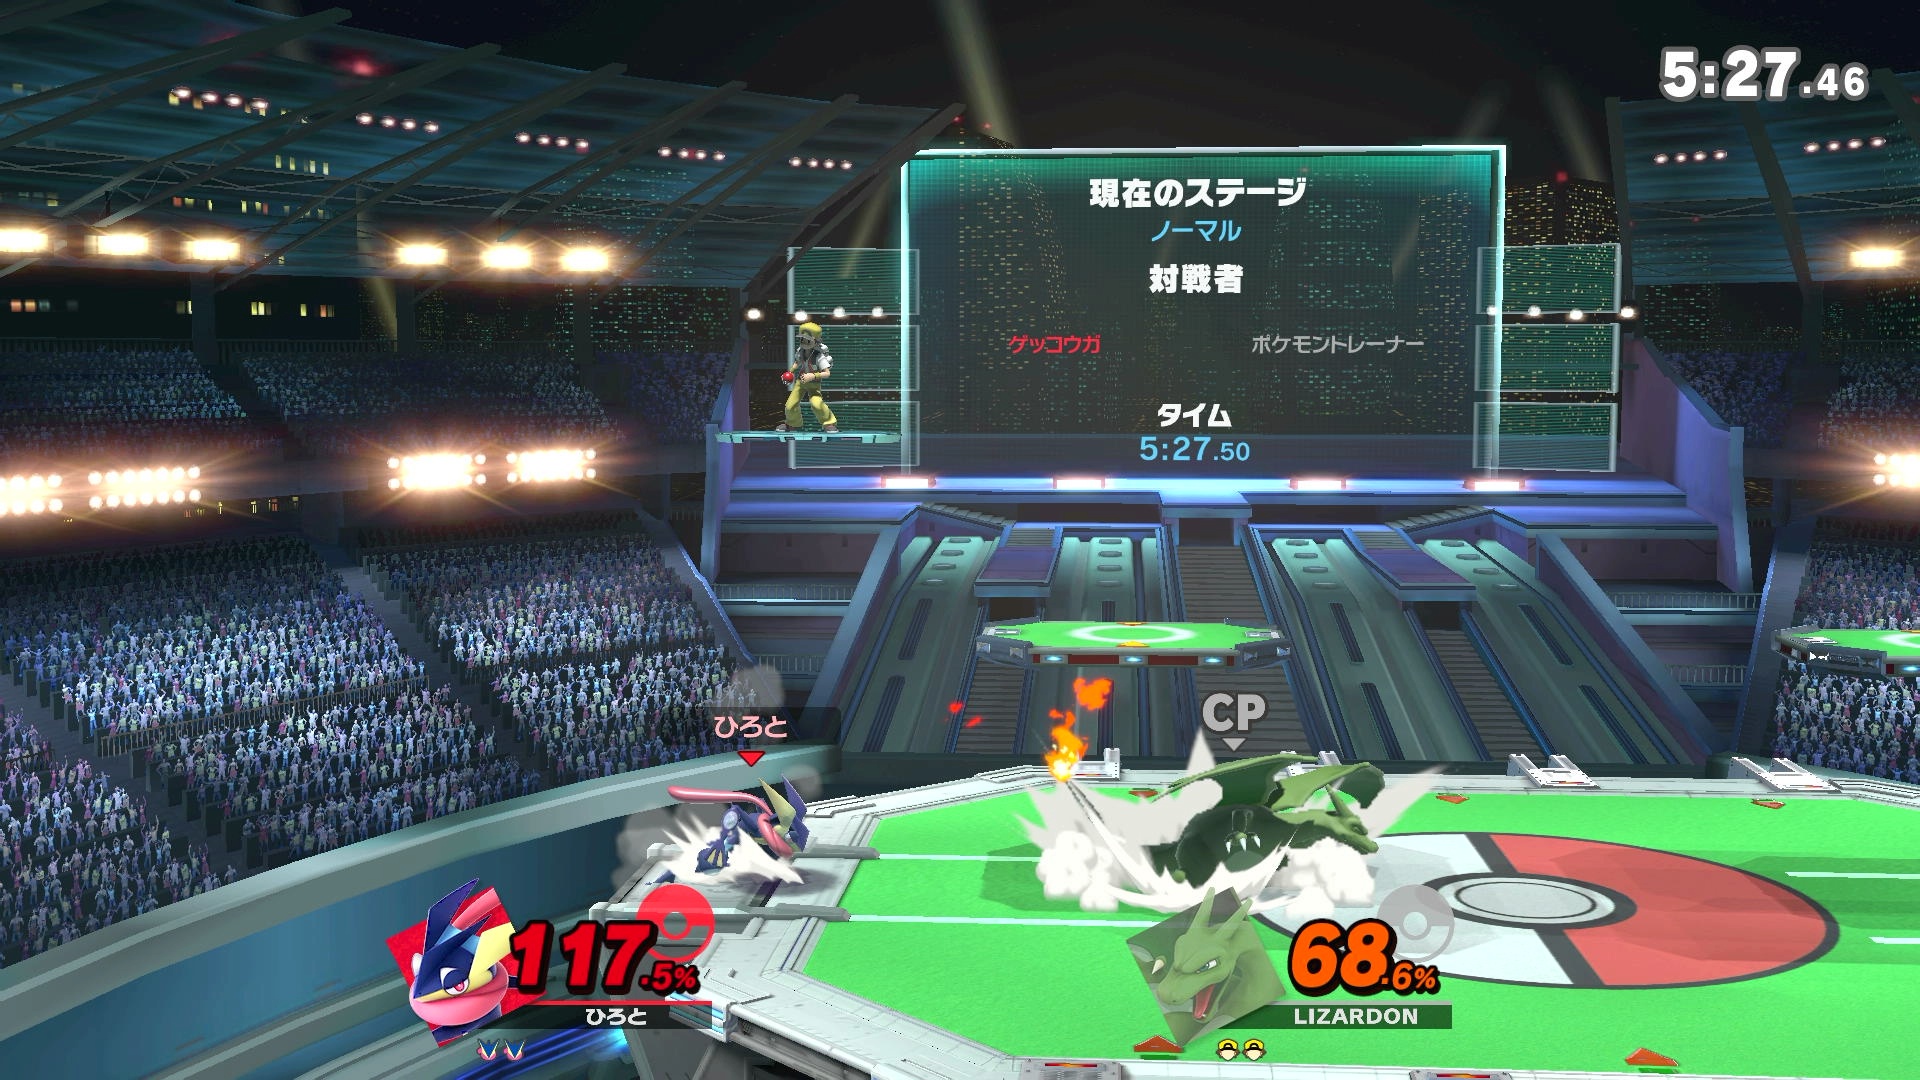 5:27.46
現在のステージ
ノーマル
対戦者
ゲッコウガ ポケモントレーナー
タイム
5:27.50
ひろと
CP
117.5%
ひろと
68.6%
LIZARDON